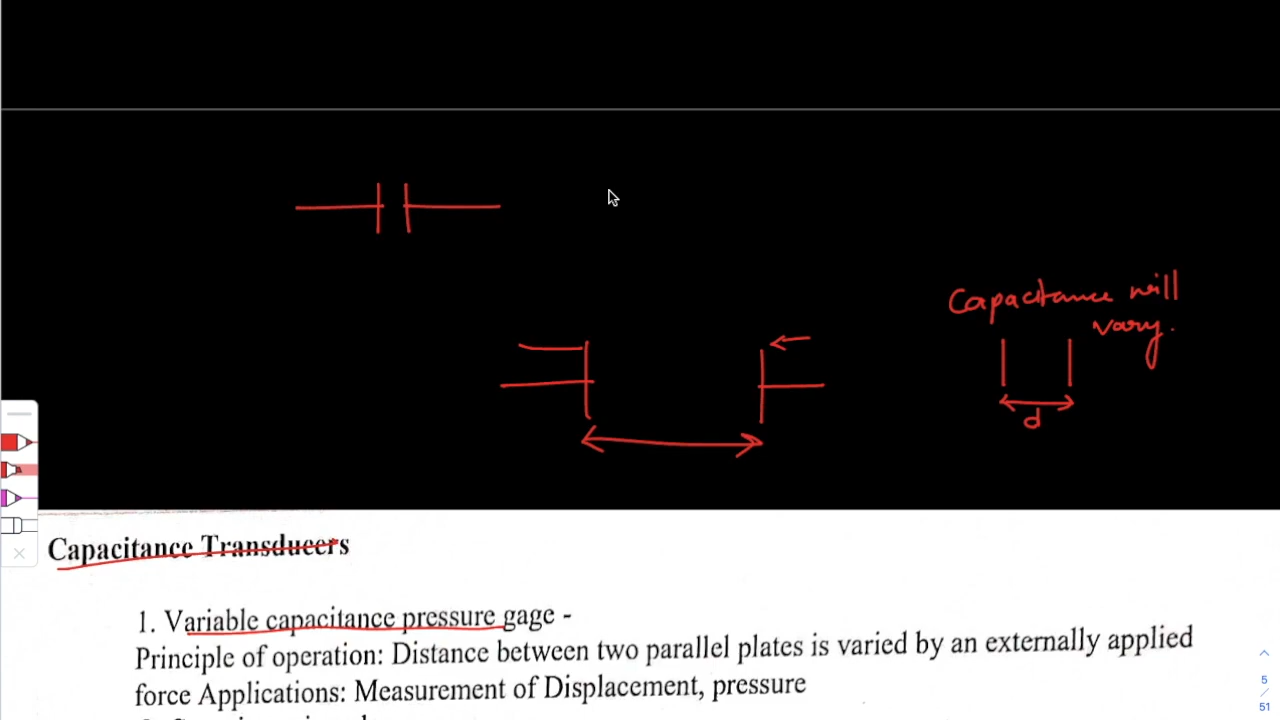 Capacitance will
vary.
d
Capacitance Transducers
1. Variable capacitance pressure gage -
Principle of operation: Distance between two parallel plates is varied by an externally applied
force Applications: Measurement of Displacement, pressure
5
/
51